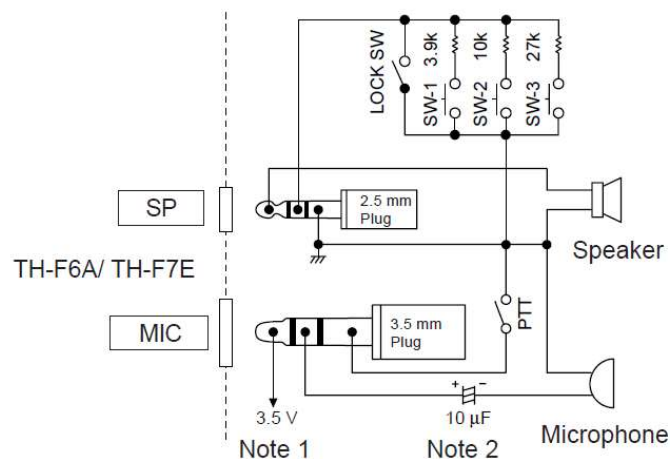 LOCK SW
3.9k
10k
27k
SW-1
SW-2
SW-3
SP
2.5 mm
Plug
Speaker
TH-F6A/ TH-F7E
PTT
MIC
3.5 mm
Plug
+ −
3.5 V
10 μF
Microphone
Note 1
Note 2